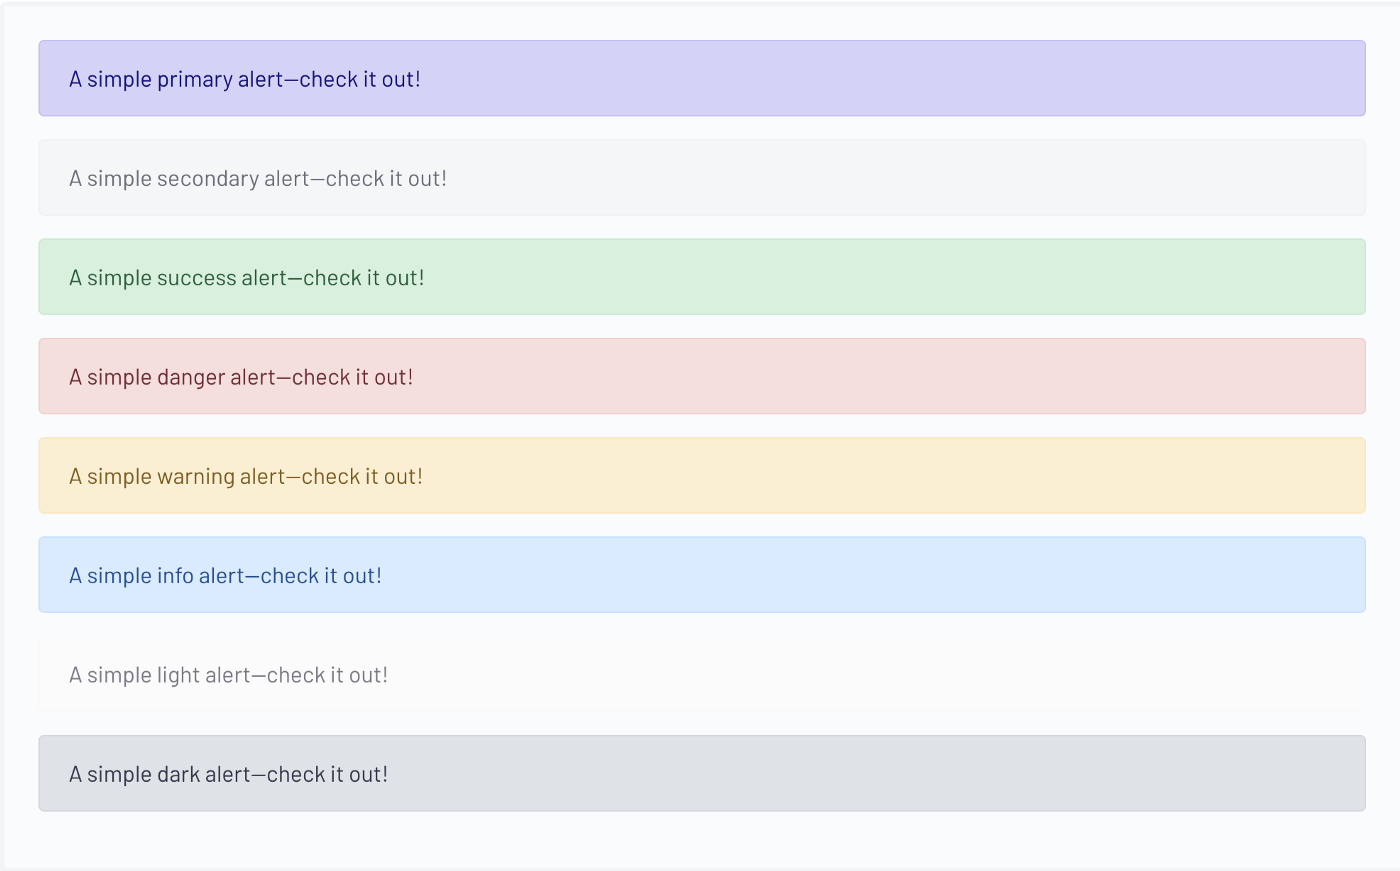 A simple primary alert—check it out!
A simple secondary alert—check it out!
A simple success alert—check it out!
A simple danger alert—check it out!
A simple warning alert—check it out!
A simple info alert—check it out!
A simple light alert—check it out!
A simple dark alert—check it out!